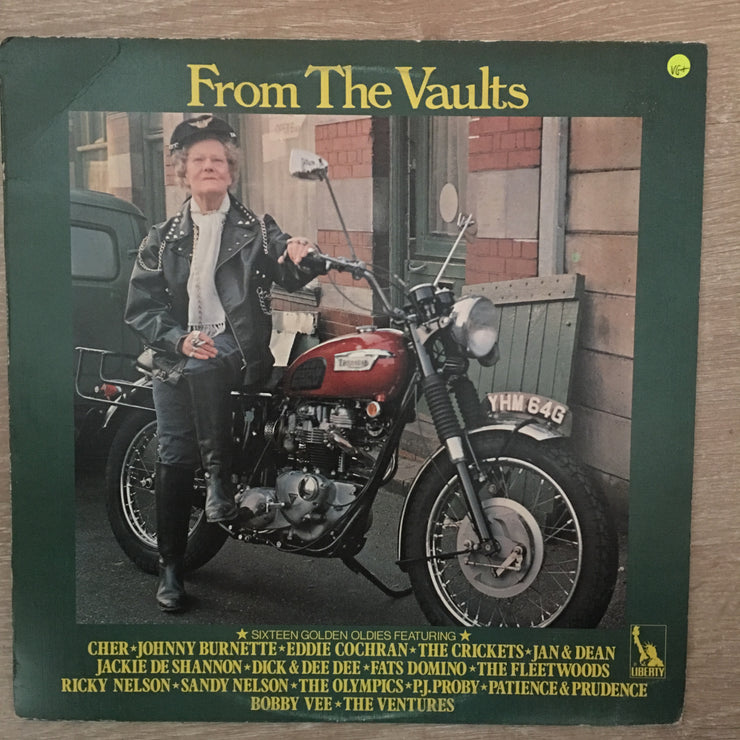 From The Vaults
VG+
TRIUMPH
YHM 64G
★ SIXTEEN GOLDEN OLDIES FEATURING ★
CHER★JOHNNY BURNETTE★EDDIE COCHRAN★THE CRICKETS★JAN & DEAN
JACKIE DE SHANNON★DICK & DEE DEE★FATS DOMINO★THE FLEETWOODS
RICKY NELSON★SANDY NELSON★THE OLYMPICS★P.J. PROBY★PATIENCE & PRUDENCE
BOBBY VEE★THE VENTURES
LIBERTY